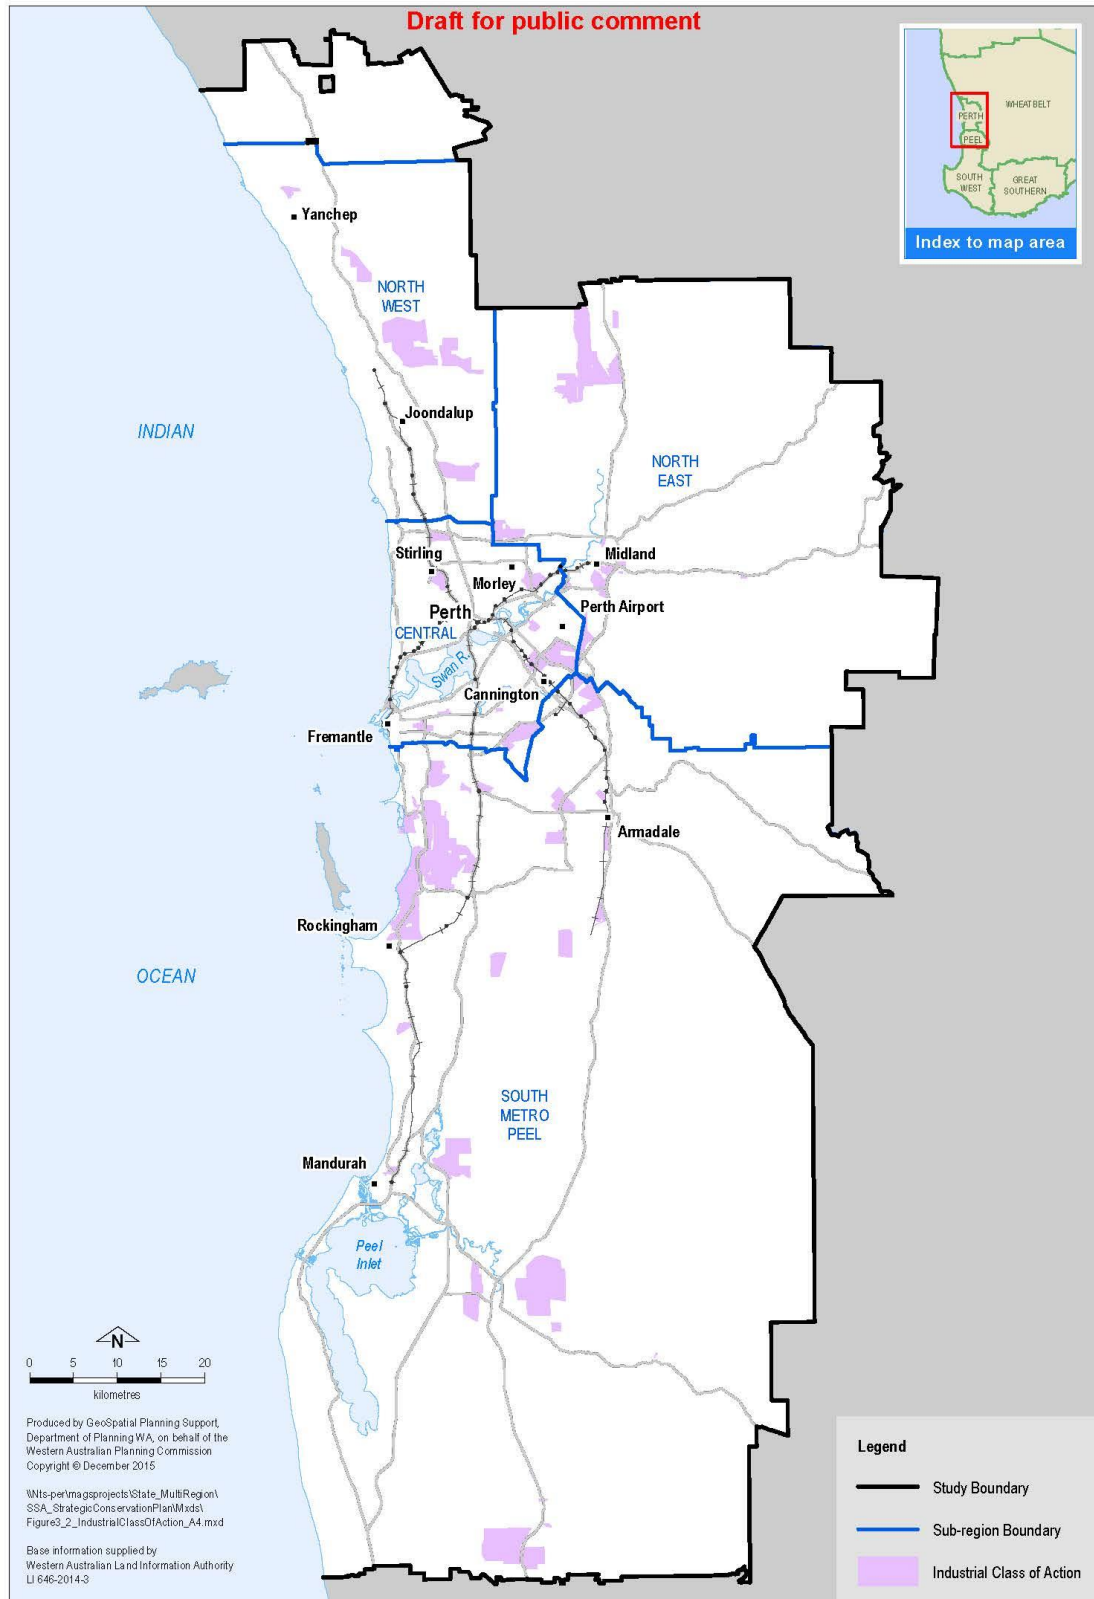 Draft for public comment
WHEATBELT
PERTH
PEEL
SOUTH
WEST
GREAT
SOUTHERN
Index to map area
Yanchep
NORTH
WEST
Joondalup
INDIAN
NORTH
EAST
Stirling
Midland
Morley
Perth
Perth Airport
CENTRAL
Swan R.
Cannington
Fremantle
Armadale
Rockingham
OCEAN
SOUTH
METRO
PEEL
Mandurah
Peel
Inlet
N
0 5 10 15 20
kilometres
Produced by GeoSpatial Planning Support,
Department of Planning WA, on behalf of the
Western Australian Planning Commission
Copyright © December 2015
\\Nts-per\magsprojects\State_MultiRegion\
SSA_StrategicConservationPlan\Mxds\
Figure3_2_IndustrialClassOfAction_A4.mxd
Base information supplied by
Western Australian Land Information Authority
LI 646-2014-3
Legend
Study Boundary
Sub-region Boundary
Industrial Class of Action